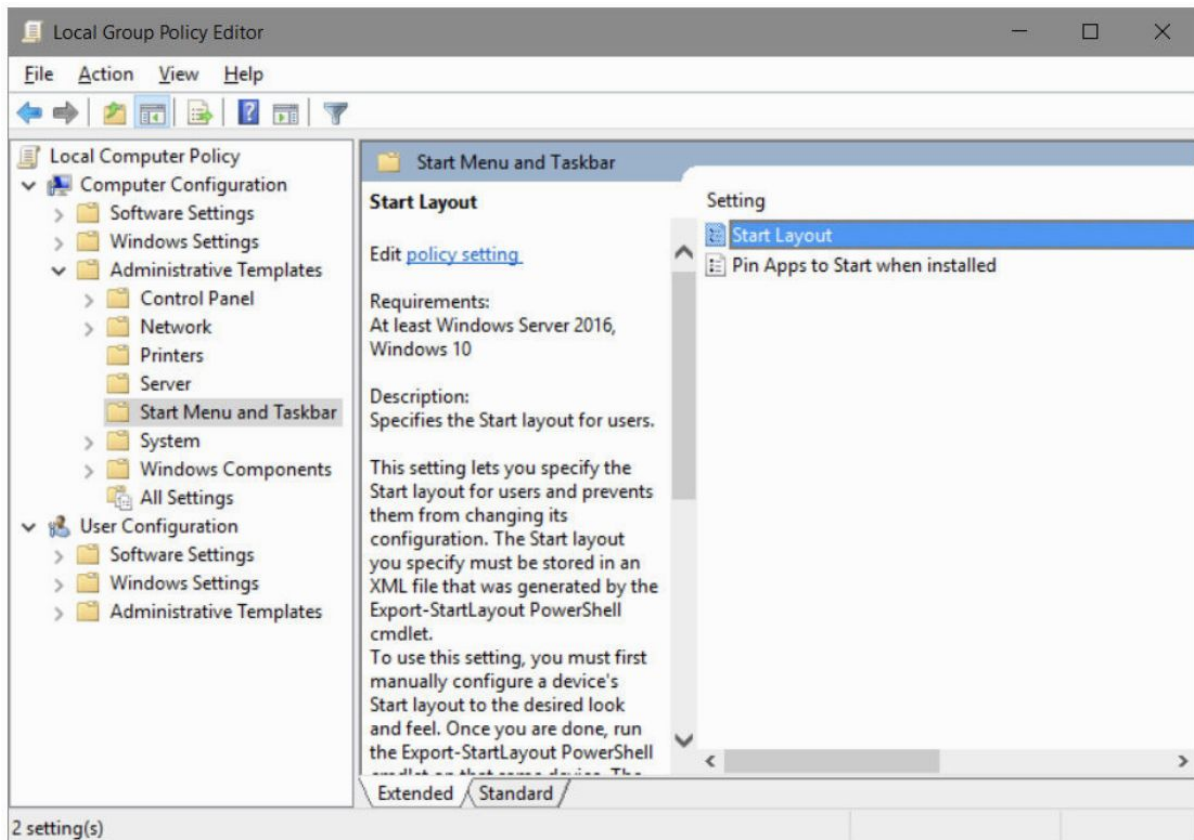 Local Group Policy Editor
File Action View Help
Local Computer Policy
Computer Configuration
Software Settings
Windows Settings
Administrative Templates
Control Panel
Network
Printers
Server
Start Menu and Taskbar
System
Windows Components
All Settings
User Configuration
Software Settings
Windows Settings
Administrative Templates
Start Menu and Taskbar
Start Layout
Edit policy setting
Requirements:
At least Windows Server 2016,
Windows 10
Description:
Specifies the Start layout for users.
This setting lets you specify the
Start layout for users and prevents
them from changing its
configuration. The Start layout
you specify must be stored in an
XML file that was generated by the
Export-StartLayout PowerShell
cmdlet.
To use this setting, you must first
manually configure a device's
Start layout to the desired look
and feel. Once you are done, run
the Export-StartLayout PowerShell
cmdlet on that same device. The
Setting
Start Layout
Pin Apps to Start when installed
Extended Standard
2 setting(s)